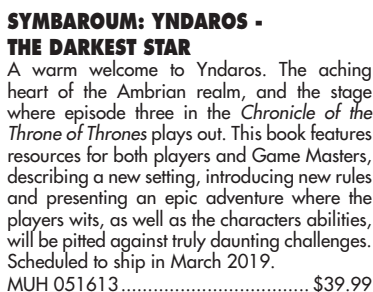 SYMBAROUM: YNDAROS -
THE DARKEST STAR
A warm welcome to Yndaros. The aching
heart of the Ambrian realm, and the stage
where episode three in the Chronicle of the
Throne of Thrones plays out. This book features
resources for both players and Game Masters,
describing a new setting, introducing new rules
and presenting an epic adventure where the
players wits, as well as the characters abilities,
will be pitted against truly daunting challenges.
Scheduled to ship in March 2019.
MUH 051613................................... $39.99